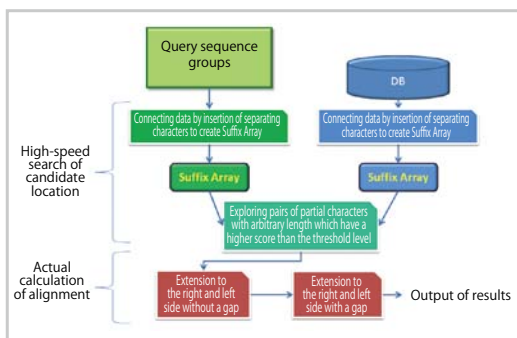 Query sequence
groups
DB
Connecting data by insertion of separating
characters to create Suffix Array
Connecting data by insertion of separating
characters to create Suffix Array
High-speed
search of
candidate
location
Suffix Array
Suffix Array
Exploring pairs of partial characters
with arbitrary length which have a
higher score than the threshold level
Actual
calculation
of alignment
Extension to
the right and left
side without a gap
Extension to
the right and left
side with a gap
Output of results